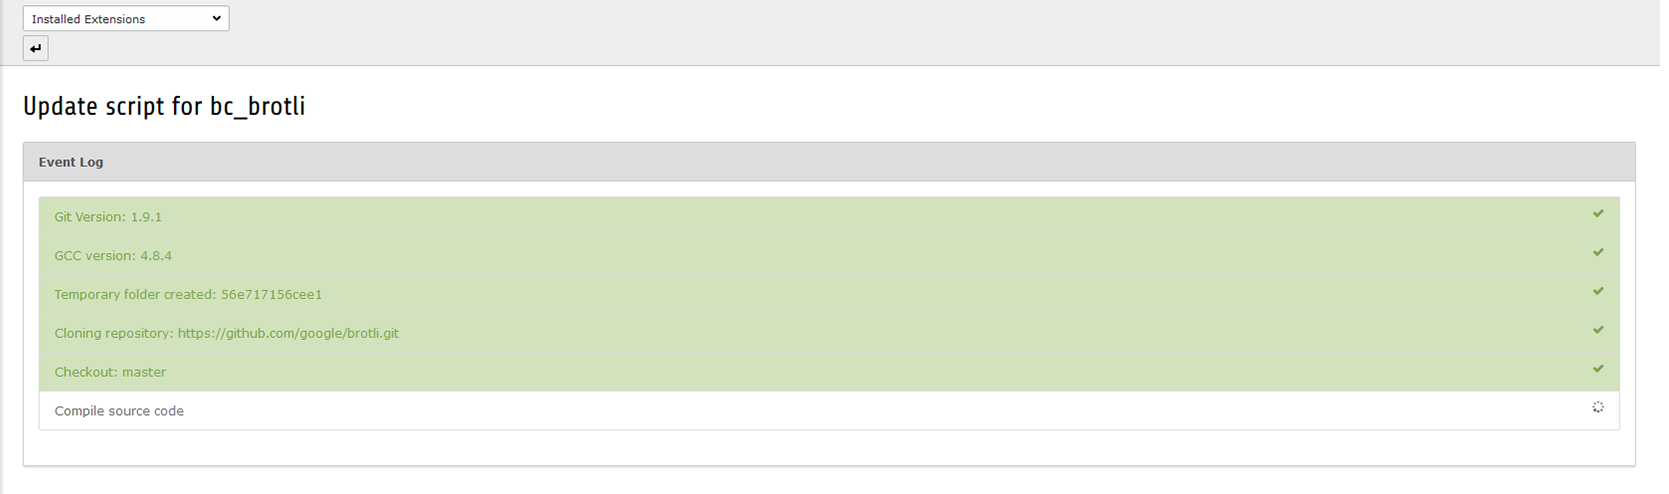 Installed Extensions
Update script for bc_brotli
Event Log
Git Version: 1.9.1
GCC version: 4.8.4
Temporary folder created: 56e717156cee1
Cloning repository: https://github.com/google/brotli.git
Checkout: master
Compile source code